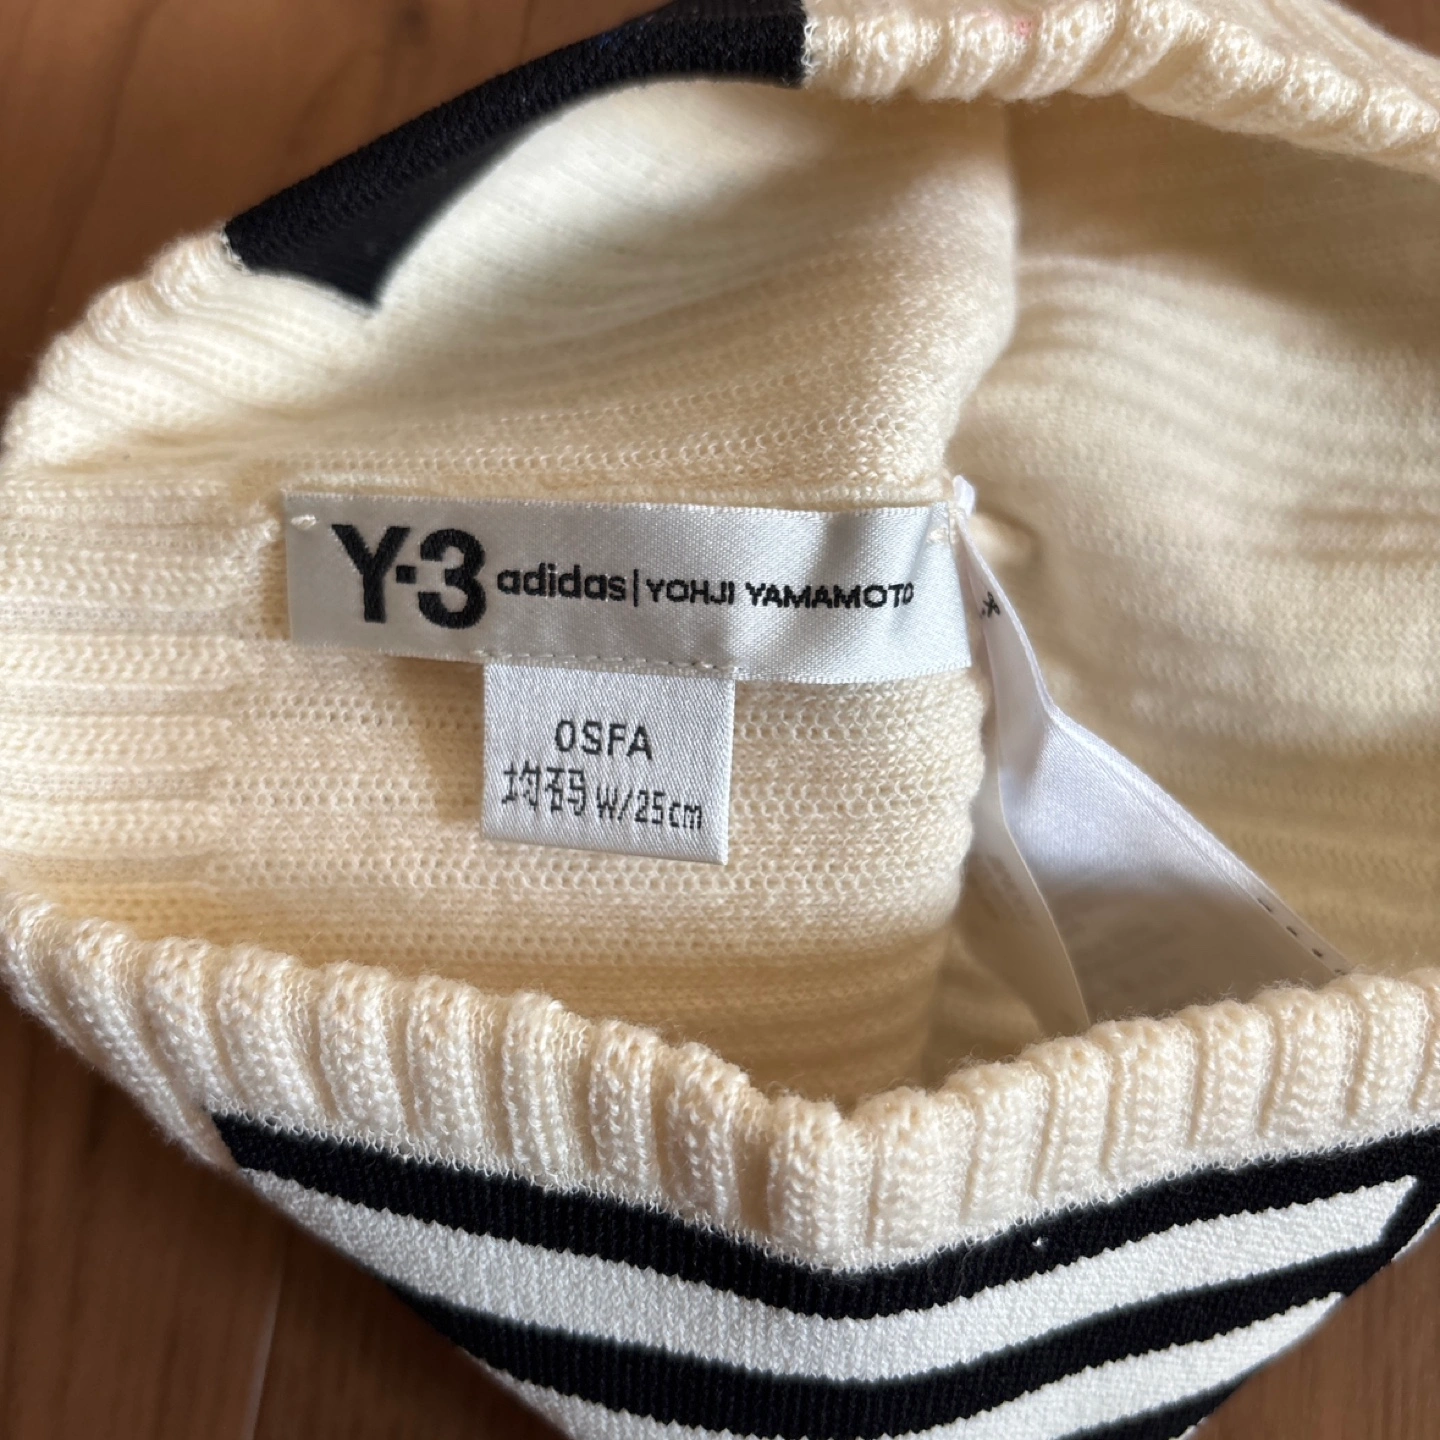 Y-3 adidas | YOHJI YAMAMOTO
OSFA
均码 W/25cm